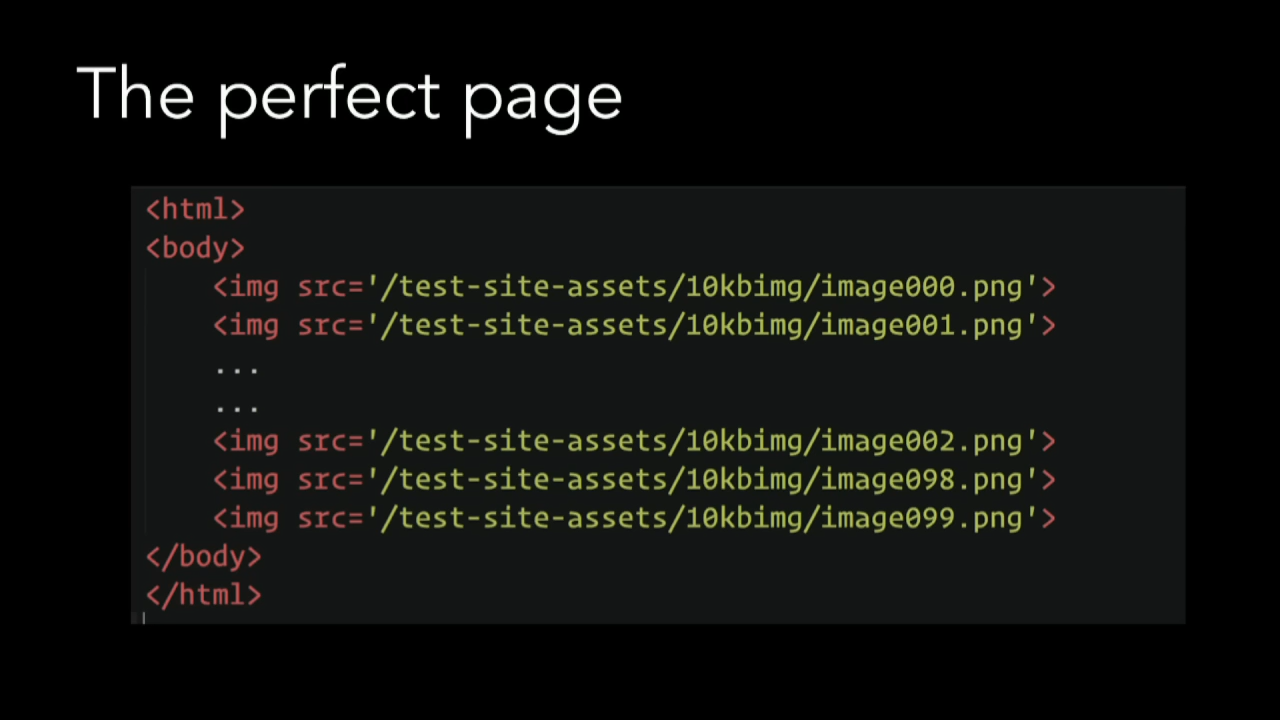 The perfect page
<html>
<body>
<img src='/test-site-assets/10kbimg/image000.png'>
<img src='/test-site-assets/10kbimg/image001.png'>
...
...
<img src='/test-site-assets/10kbimg/image002.png'>
<img src='/test-site-assets/10kbimg/image098.png'>
<img src='/test-site-assets/10kbimg/image099.png'>
</body>
</html>